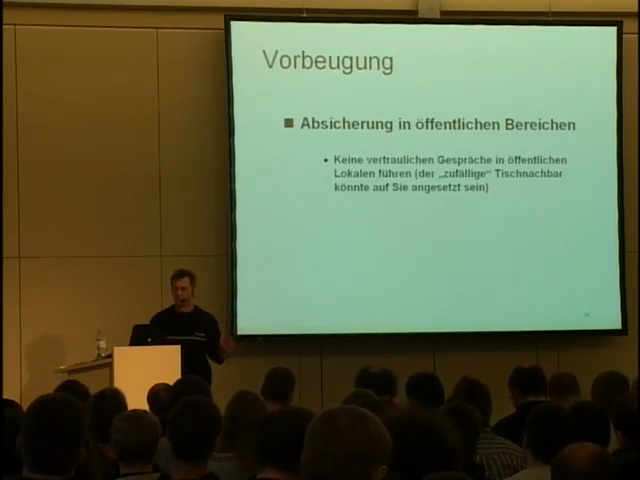 Vorbeugung
Absicherung in öffentlichen Bereichen
Keine vertraulichen Gespräche in öffentlichen
Lokalen führen (der „zufällige“ Tischnachbar
könnte auf Sie angesetzt sein)